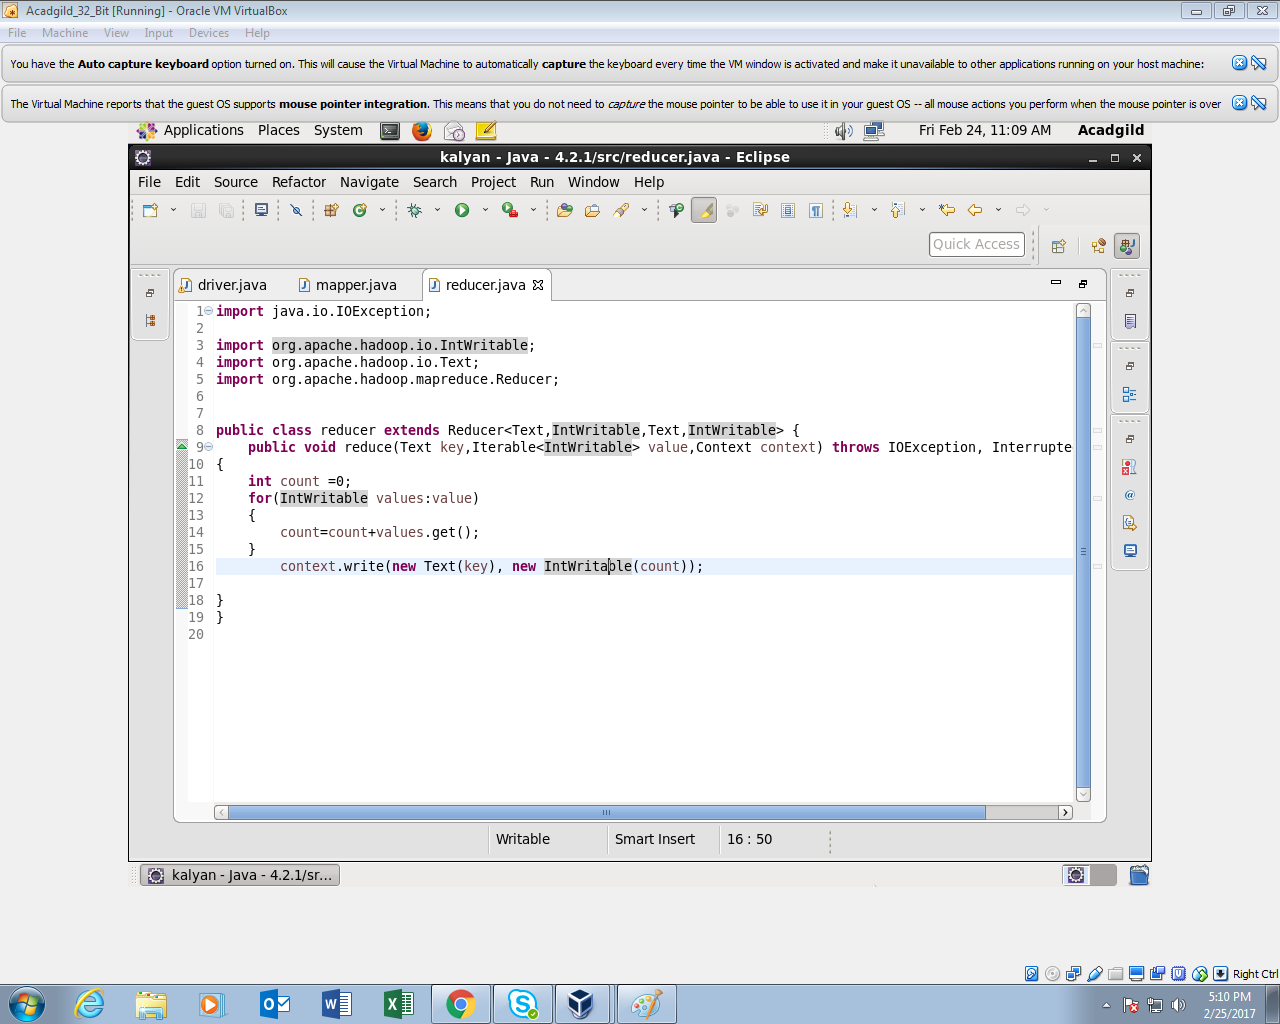 Acadgild_32_Bit [Running] - Oracle VM VirtualBox
File Machine View Input Devices Help
You have the Auto capture keyboard option turned on. This will cause the Virtual Machine to automatically capture the keyboard every time the VM window is activated and make it unavailable to other applications running on your host machine:
The Virtual Machine reports that the guest OS supports mouse pointer integration. This means that you do not need to capture the mouse pointer to be able to use it in your guest OS -- all mouse actions you perform when the mouse pointer is over
Applications Places System Fri Feb 24, 11:09 AM Acadgild
kalyan - Java - 4.2.1/src/reducer.java - Eclipse
File Edit Source Refactor Navigate Search Project Run Window Help
Quick Access
driver.java mapper.java reducer.java
1 import java.io.IOException;
2
3 import org.apache.hadoop.io.IntWritable;
4 import org.apache.hadoop.io.Text;
5 import org.apache.hadoop.mapreduce.Reducer;
6
7
8 public class reducer extends Reducer<Text,IntWritable,Text,IntWritable> {
9 public void reduce(Text key,Iterable<IntWritable> value,Context context) throws IOException, Interrupte
10 {
11 int count =0;
12 for(IntWritable values:value)
13 {
14 count=count+values.get();
15 }
16 context.write(new Text(key), new IntWritable(count));
17
18 }
19 }
20
Writable Smart Insert 16 : 50
kalyan - Java - 4.2.1/sr...
Right Ctrl
5:10 PM
2/25/2017